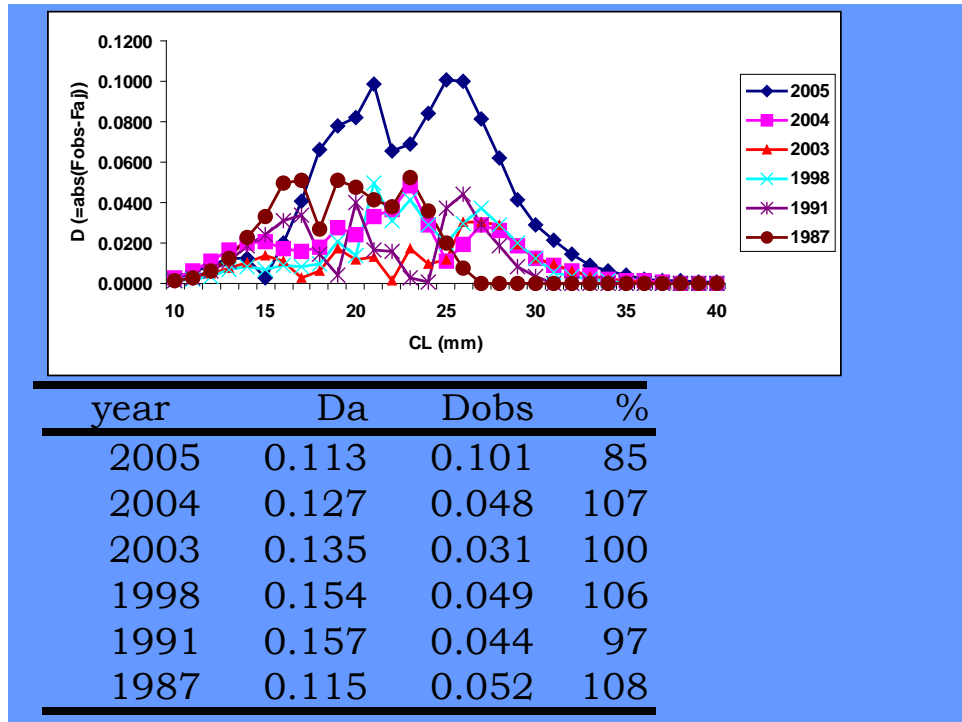 D (=abs(Fobs-Faj))
0.1200
0.1000
0.0800
0.0600
0.0400
0.0200
0.0000
10 15 20 25 30 35 40
CL (mm)
2005
2004
2003
1998
1991
1987
year Da Dobs %
2005 0.113 0.101 85
2004 0.127 0.048 107
2003 0.135 0.031 100
1998 0.154 0.049 106
1991 0.157 0.044 97
1987 0.115 0.052 108